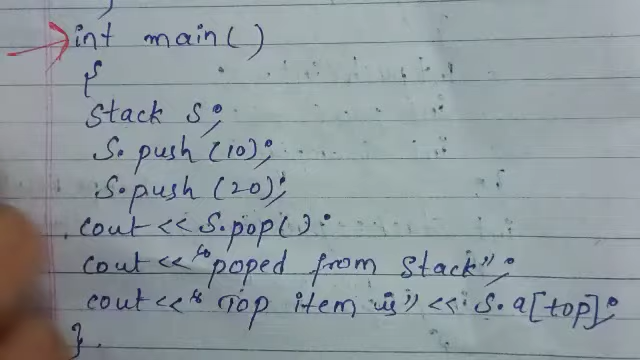 int main()
{
Stack S;
S.push(10);
S.push(20);
cout << S.pop();
cout << "poped from Stack";
cout << "Top item is" << S.a[top];
}